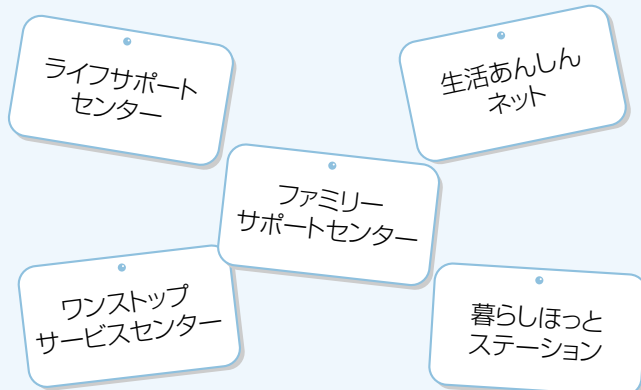 ライフサポート
センター
生活あんしん
ネット
ファミリー
サポートセンター
ワンストップ
サービスセンター
暮らしほっと
ステーション